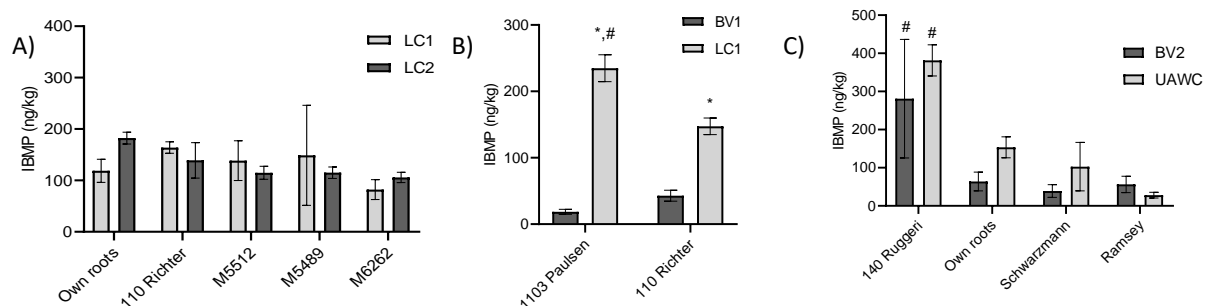 A)
IBMP (ng/kg)
400
300
200
100
0
LC1
LC2
Own roots
110 Richter
M5512
M5489
M6262
B)
IBMP (ng/kg)
300
200
100
0
BV1
LC1
*,#
*
1103 Paulsen
110 Richter
C)
IBMP (ng/kg)
500
400
300
200
100
0
BV2
UAWC
#
#
140 Ruggeri
Own roots
Schwarzmann
Ramsey